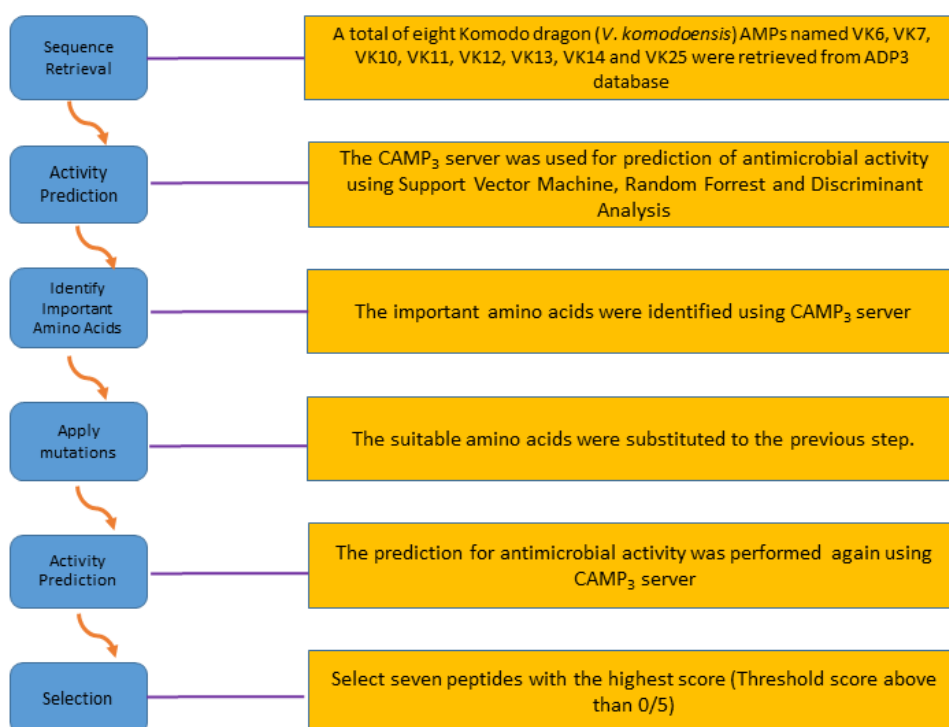 Sequence
Retrieval
A total of eight Komodo dragon (V. komodoensis) AMPs named VK6, VK7,
VK10, VK11, VK12, VK13, VK14 and VK25 were retrieved from ADP3
database
Activity
Prediction
The CAMP₃ server was used for prediction of antimicrobial activity
using Support Vector Machine, Random Forrest and Discriminant
Analysis
Identify
Important
Amino Acids
The important amino acids were identified using CAMP₃ server
Apply
mutations
The suitable amino acids were substituted to the previous step.
Activity
Prediction
The prediction for antimicrobial activity was performed again using
CAMP₃ server
Selection
Select seven peptides with the highest score (Threshold score above
than 0/5)